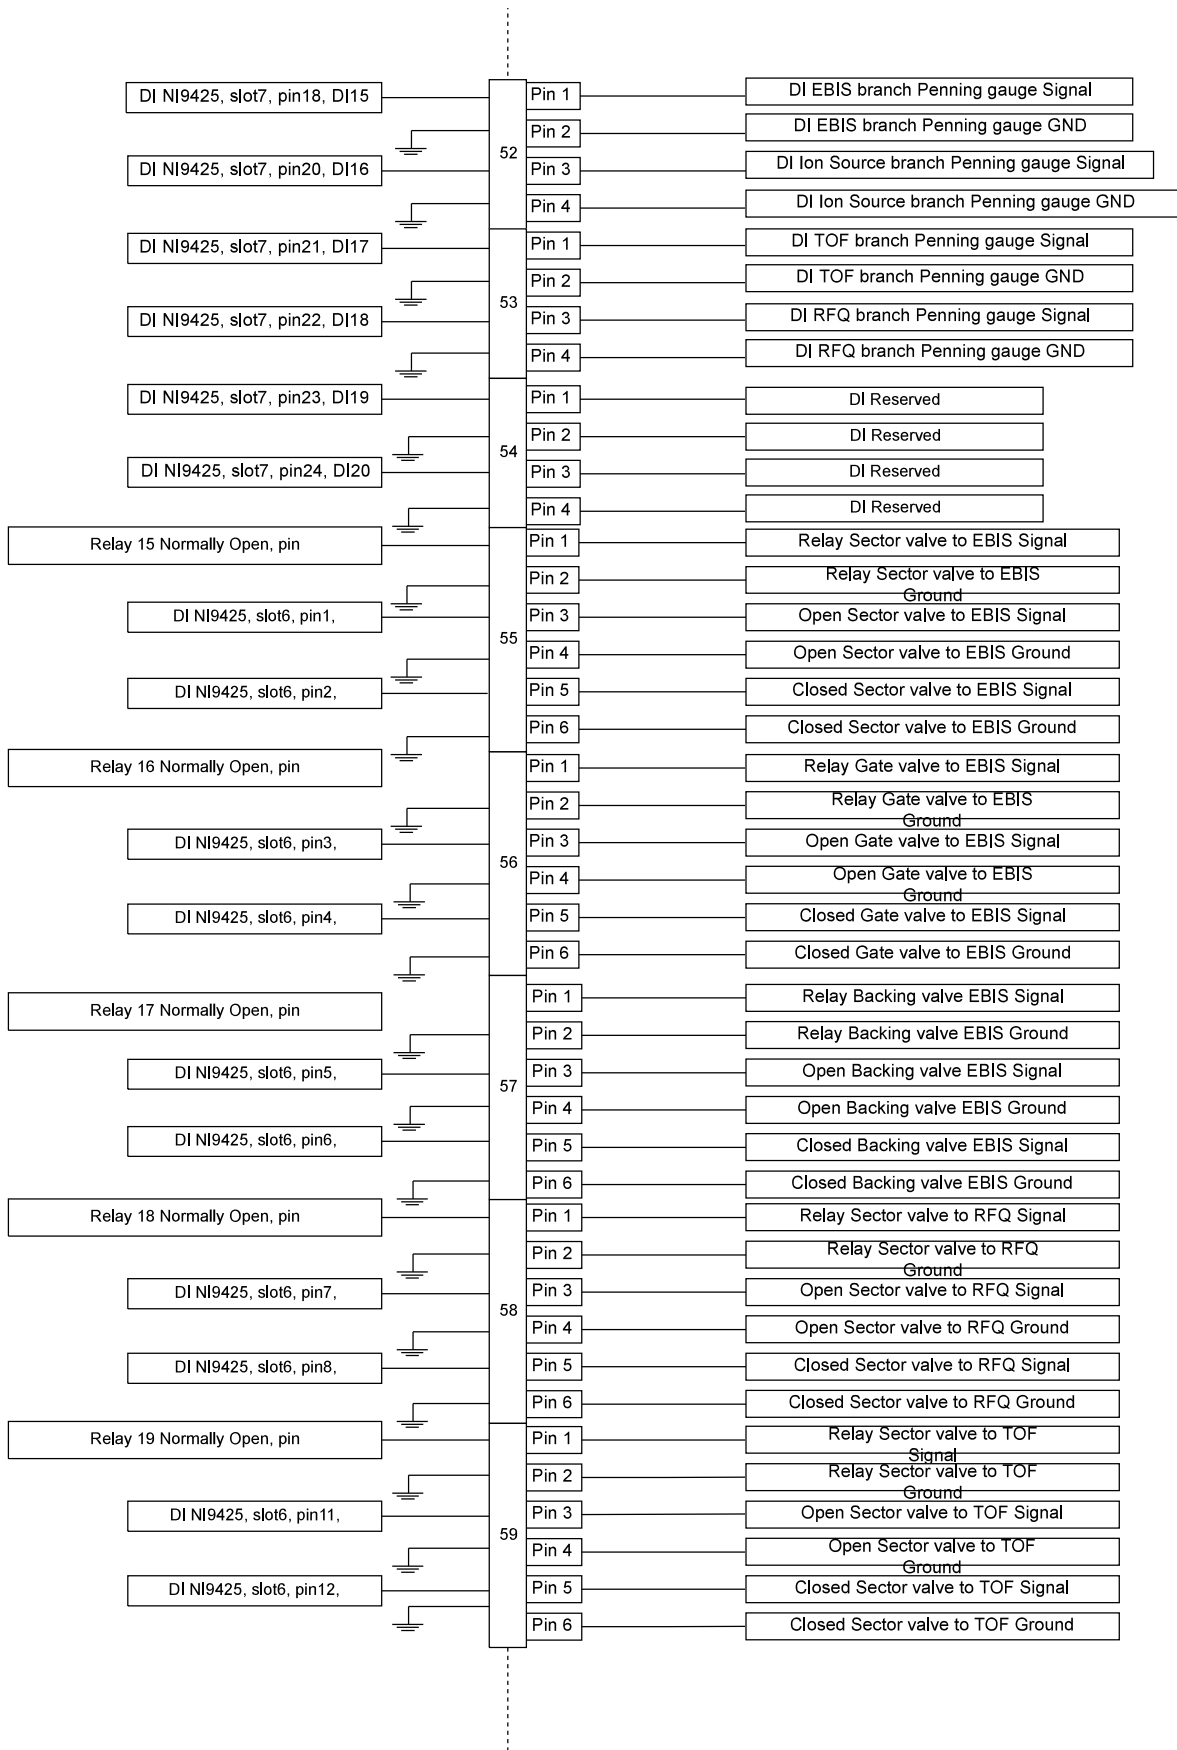 DI NI9425, slot7, pin18, DI15
Pin 1
DI EBIS branch Penning gauge Signal
Pin 2
DI EBIS branch Penning gauge GND
52
DI NI9425, slot7, pin20, DI16
Pin 3
DI Ion Source branch Penning gauge Signal
Pin 4
DI Ion Source branch Penning gauge GND
DI NI9425, slot7, pin21, DI17
Pin 1
DI TOF branch Penning gauge Signal
Pin 2
DI TOF branch Penning gauge GND
53
DI NI9425, slot7, pin22, DI18
Pin 3
DI RFQ branch Penning gauge Signal
Pin 4
DI RFQ branch Penning gauge GND
DI NI9425, slot7, pin23, DI19
Pin 1
DI Reserved
Pin 2
DI Reserved
54
DI NI9425, slot7, pin24, DI20
Pin 3
DI Reserved
Pin 4
DI Reserved
Relay 15 Normally Open, pin
Pin 1
Relay Sector valve to EBIS Signal
Pin 2
Relay Sector valve to EBIS
Ground
DI NI9425, slot6, pin1,
Pin 3
Open Sector valve to EBIS Signal
55
Pin 4
Open Sector valve to EBIS Ground
DI NI9425, slot6, pin2,
Pin 5
Closed Sector valve to EBIS Signal
Pin 6
Closed Sector valve to EBIS Ground
Relay 16 Normally Open, pin
Pin 1
Relay Gate valve to EBIS Signal
Pin 2
Relay Gate valve to EBIS
Ground
DI NI9425, slot6, pin3,
Pin 3
Open Gate valve to EBIS Signal
56
Pin 4
Open Gate valve to EBIS
Ground
DI NI9425, slot6, pin4,
Pin 5
Closed Gate valve to EBIS Signal
Pin 6
Closed Gate valve to EBIS Ground
Relay 17 Normally Open, pin
Pin 1
Relay Backing valve EBIS Signal
Pin 2
Relay Backing valve EBIS Ground
DI NI9425, slot6, pin5,
Pin 3
Open Backing valve EBIS Signal
57
Pin 4
Open Backing valve EBIS Ground
DI NI9425, slot6, pin6,
Pin 5
Closed Backing valve EBIS Signal
Pin 6
Closed Backing valve EBIS Ground
Relay 18 Normally Open, pin
Pin 1
Relay Sector valve to RFQ Signal
Pin 2
Relay Sector valve to RFQ
Ground
DI NI9425, slot6, pin7,
Pin 3
Open Sector valve to RFQ Signal
58
Pin 4
Open Sector valve to RFQ Ground
DI NI9425, slot6, pin8,
Pin 5
Closed Sector valve to RFQ Signal
Pin 6
Closed Sector valve to RFQ Ground
Relay 19 Normally Open, pin
Pin 1
Relay Sector valve to TOF
Signal
Pin 2
Relay Sector valve to TOF
Ground
DI NI9425, slot6, pin11,
Pin 3
Open Sector valve to TOF Signal
59
Pin 4
Open Sector valve to TOF
Ground
DI NI9425, slot6, pin12,
Pin 5
Closed Sector valve to TOF Signal
Pin 6
Closed Sector valve to TOF Ground